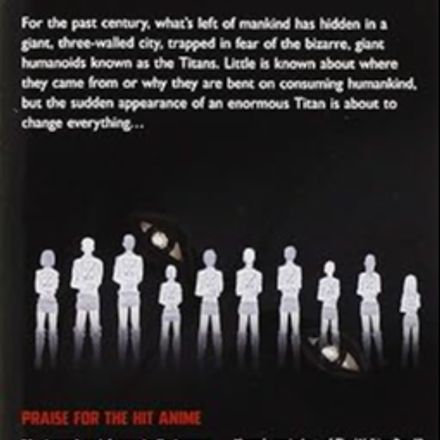 For the past century, what's left of mankind has hidden in a
giant, three-walled city, trapped in fear of the bizarre, giant
humanoids known as the Titans. Little is known about where
they came from or why they are bent on consuming humankind,
but the sudden appearance of an enormous Titan is about to
change everything...
PRAISE FOR THE HIT ANIME